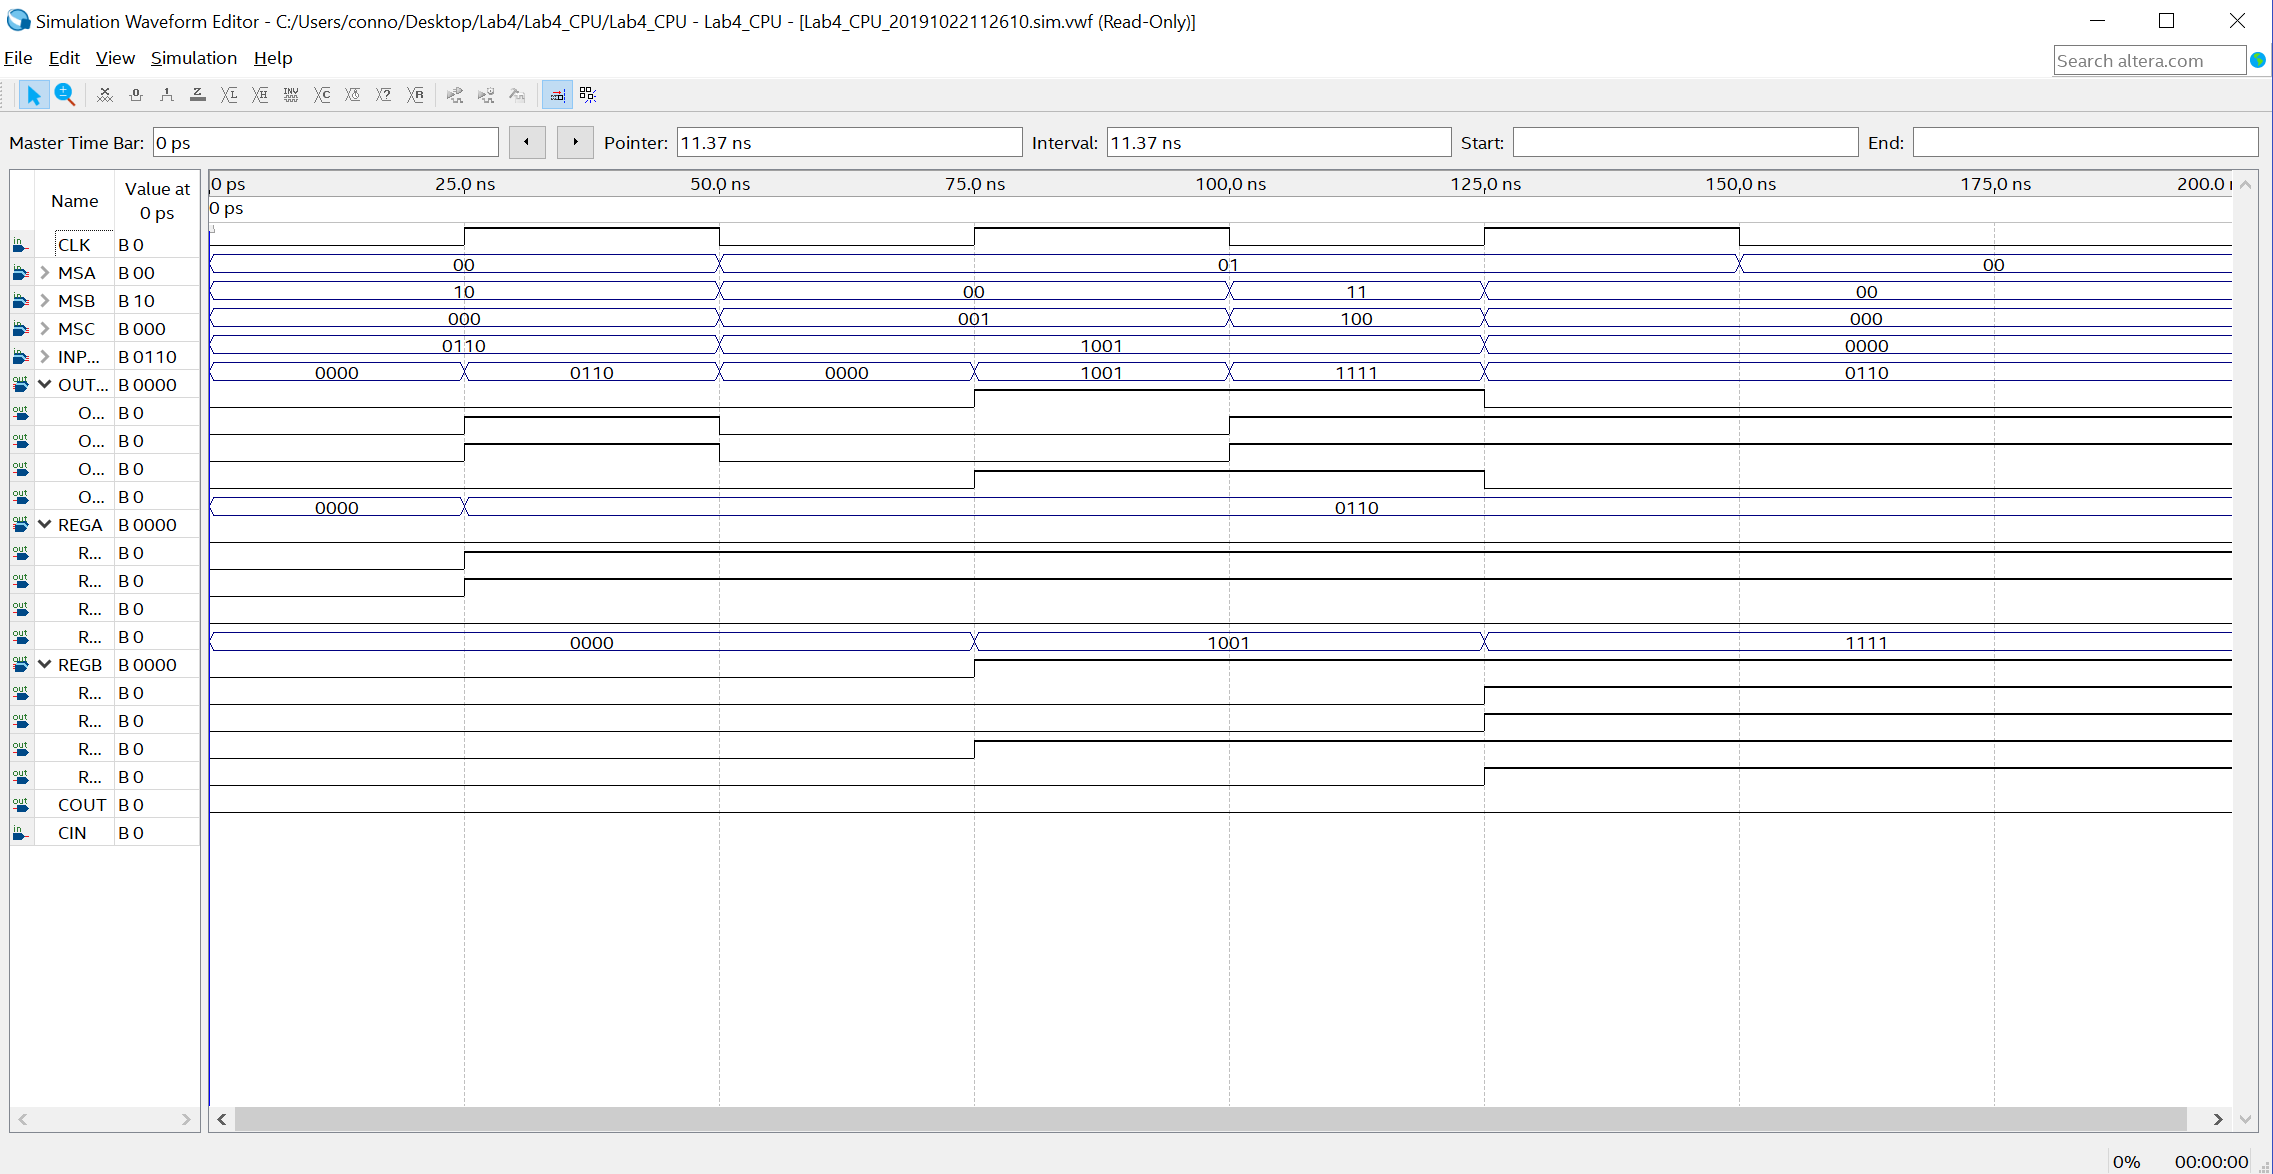 Simulation Waveform Editor - C:/Users/conno/Desktop/Lab4/Lab4_CPU/Lab4_CPU - Lab4_CPU - [Lab4_CPU_20191022112610.sim.vwf (Read-Only)]
File Edit View Simulation Help
Search altera.com
Master Time Bar: 0 ps Pointer: 11.37 ns Interval: 11.37 ns Start: End:
Name Value at 0 ps
0 ps 25.0 ns 50.0 ns 75.0 ns 100.0 ns 125.0 ns 150.0 ns 175.0 ns 200.0
0 ps
CLK B 0
MSA B 00 00 01 00
MSB B 10 10 00 11 00
MSC B 000 000 001 100 000
INP... B 0110 0110 1001 0000
OUT... B 0000 0000 0110 0000 1001 1111 0110
O... B 0
O... B 0
O... B 0
O... B 0
REGA B 0000 0000 0110
R... B 0
R... B 0
R... B 0
R... B 0
REGB B 0000 0000 1001 1111
R... B 0
R... B 0
R... B 0
R... B 0
COUT B 0
CIN B 0
0% 00:00:00